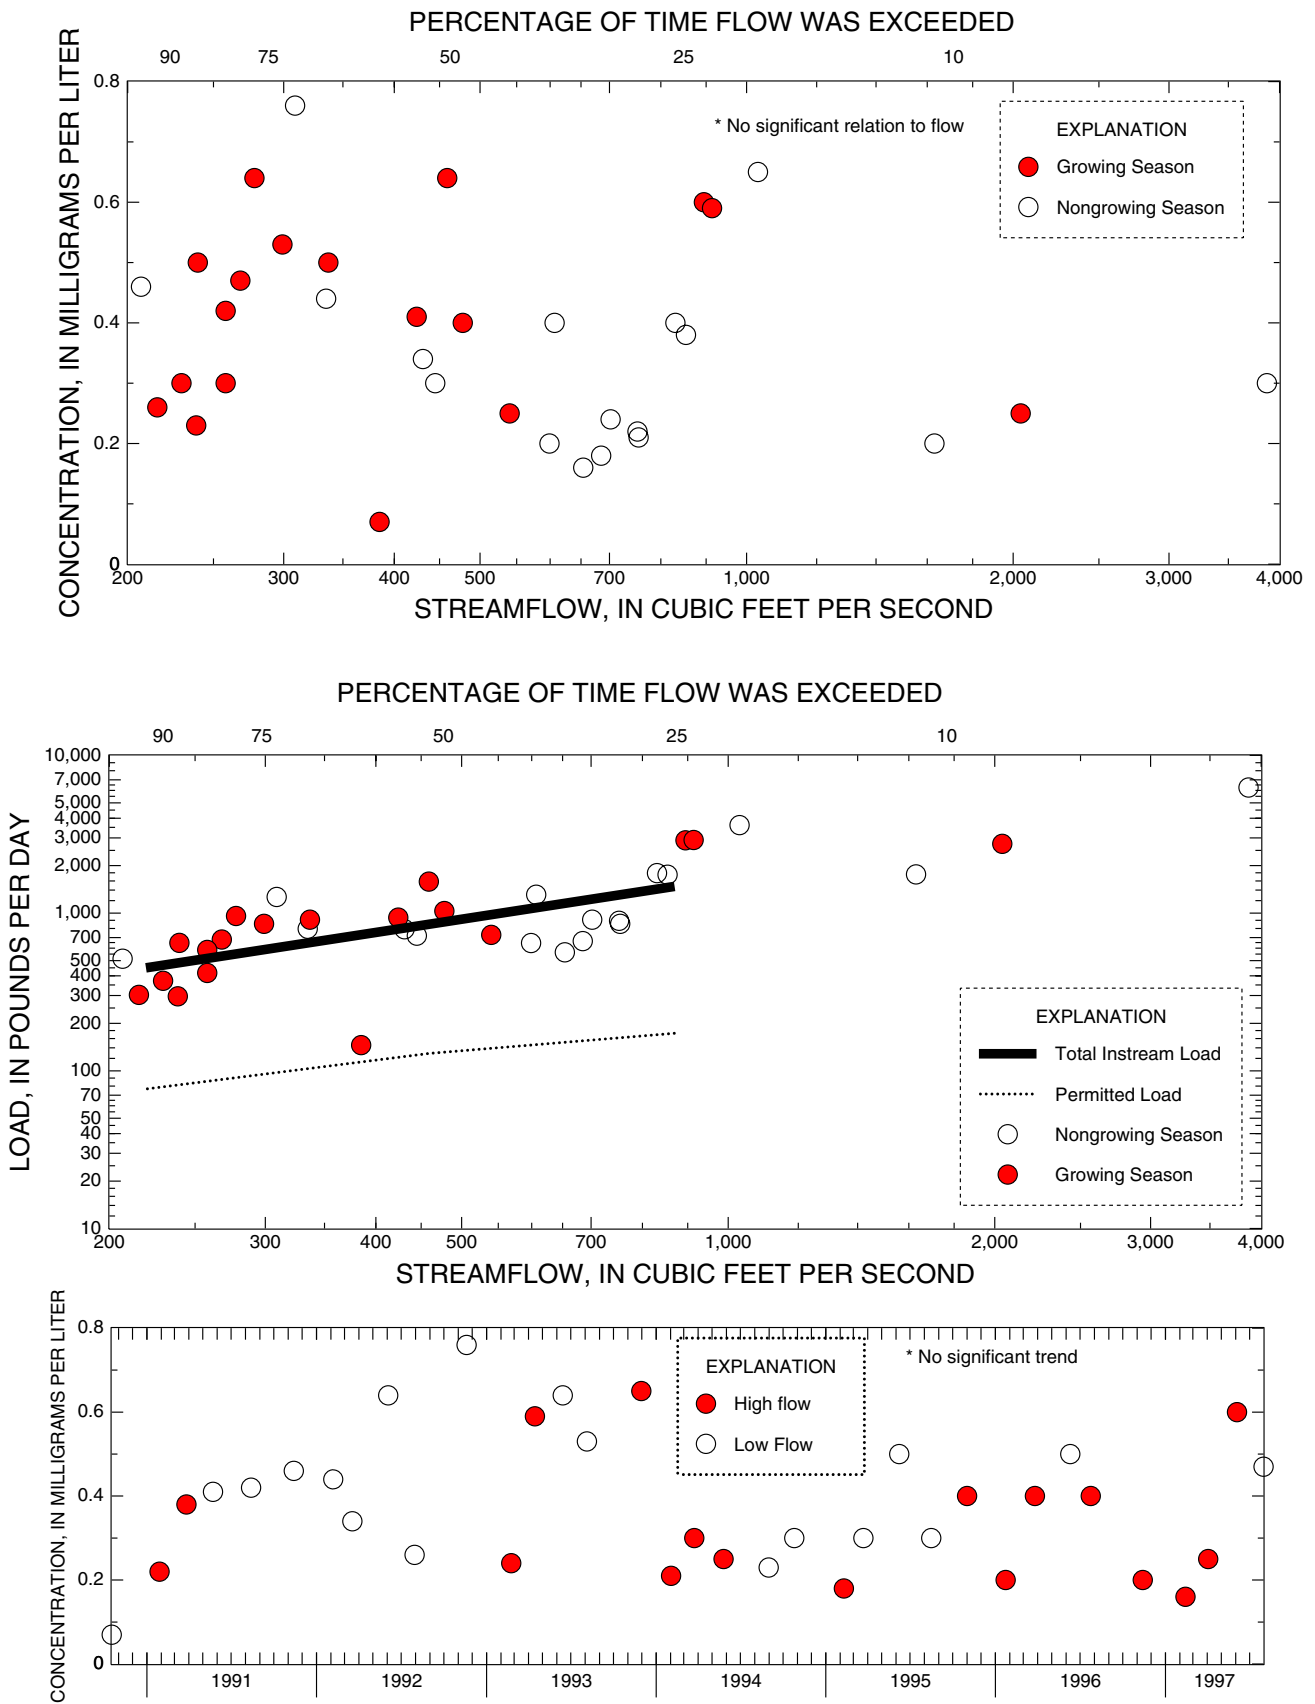 PERCENTAGE OF TIME FLOW WAS EXCEEDED
90 75 50 25 10
CONCENTRATION, IN MILLIGRAMS PER LITER
0.8
0.6
0.4
0.2
0
* No significant relation to flow
EXPLANATION
Growing Season
Nongrowing Season
200 300 400 500 700 1,000 2,000 3,000 4,000
STREAMFLOW, IN CUBIC FEET PER SECOND
PERCENTAGE OF TIME FLOW WAS EXCEEDED
90 75 50 25 10
LOAD, IN POUNDS PER DAY
10,000
7,000
5,000
4,000
3,000
2,000
1,000
700
500
400
300
200
100
70
50
40
30
20
10
EXPLANATION
Total Instream Load
Permitted Load
Nongrowing Season
Growing Season
200 300 400 500 700 1,000 2,000 3,000 4,000
STREAMFLOW, IN CUBIC FEET PER SECOND
CONCENTRATION, IN MILLIGRAMS PER LITER
0.8
0.6
0.4
0.2
0
EXPLANATION
High flow
Low Flow
* No significant trend
1991 1992 1993 1994 1995 1996 1997